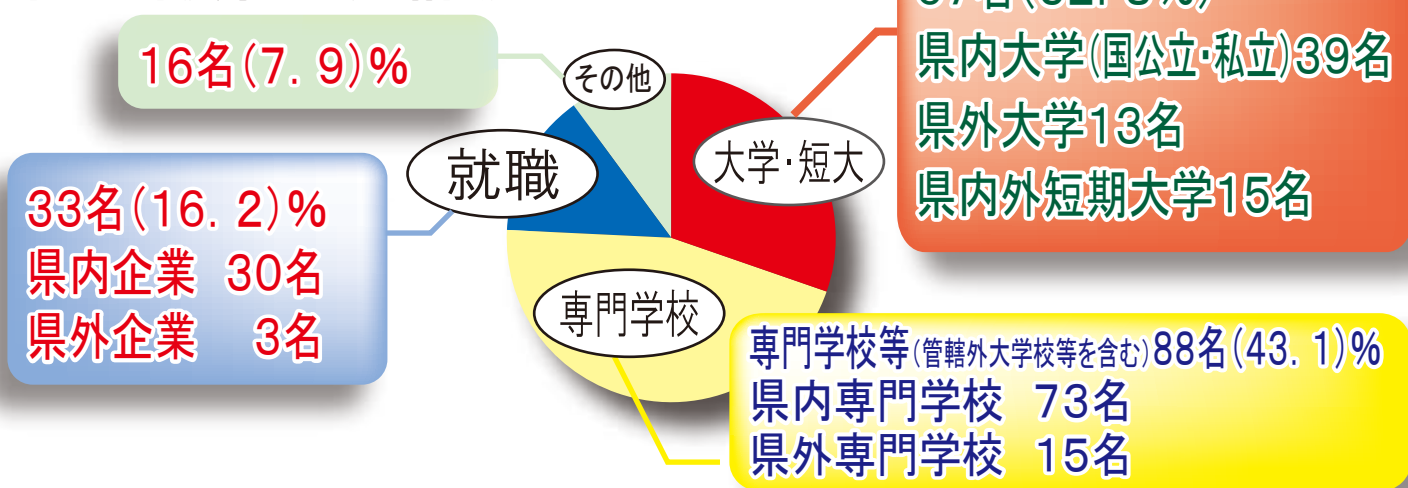 16名(7.9)%
その他
就職
大学・短大
専門学校
県内大学(国公立・私立)39名
県外大学13名
県内外短期大学15名
33名(16.2)%
県内企業 30名
県外企業 3名
専門学校等(管轄外大学校等を含む)88名(43.1)%
県内専門学校 73名
県外専門学校 15名